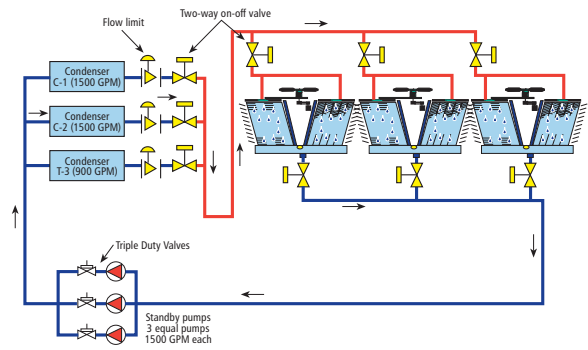 Flow limit
Two-way on-off valve
Condenser
C-1 (1500 GPM)
Condenser
C-2 (1500 GPM)
Condenser
T-3 (900 GPM)
Triple Duty Valves
Standby pumps
3 equal pumps
1500 GPM each